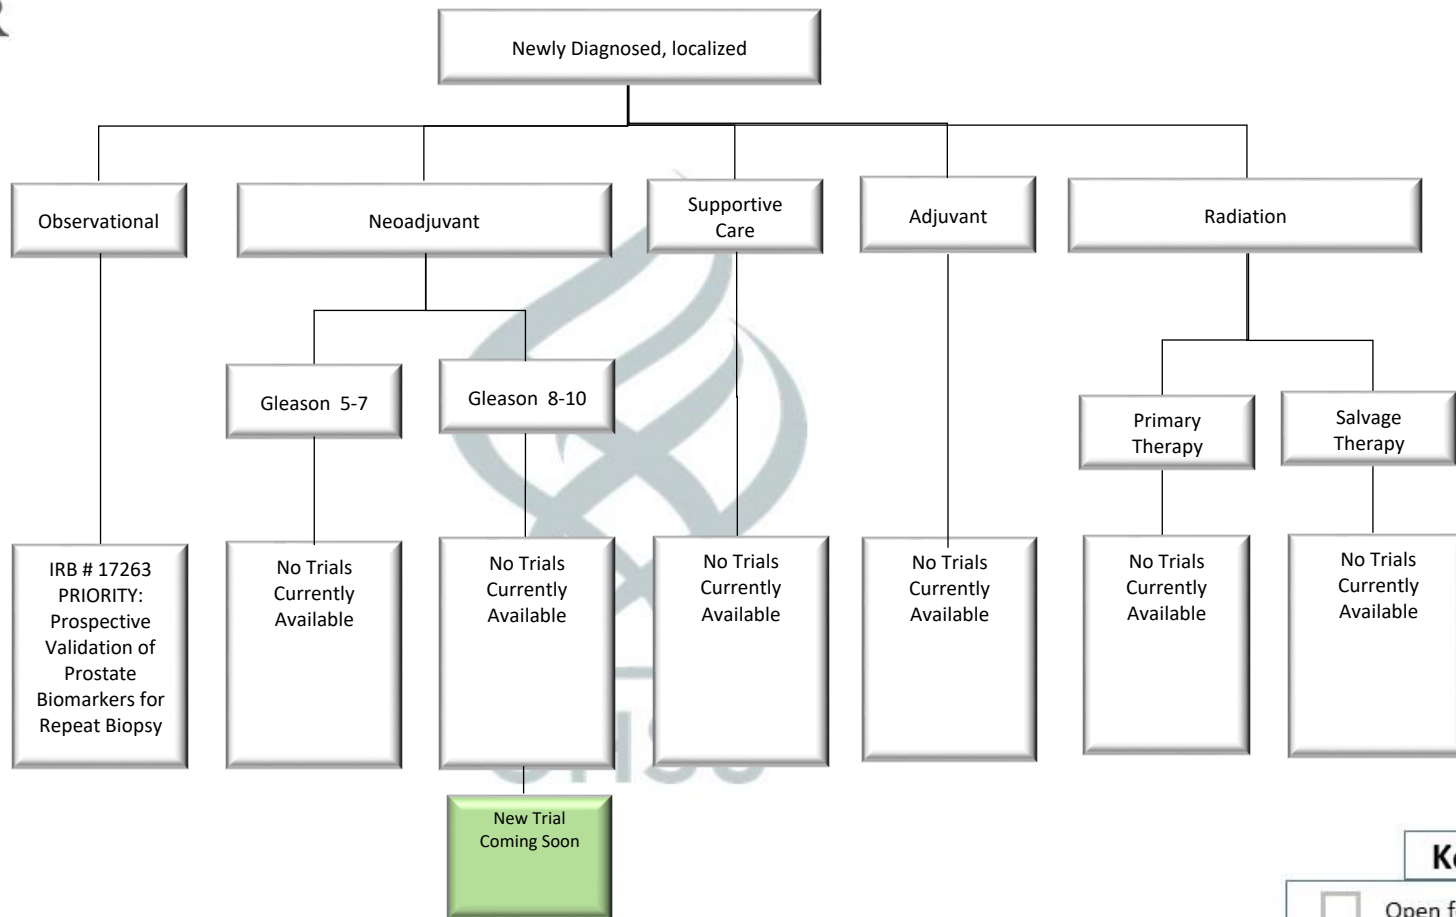 R
Newly Diagnosed, localized
Observational
Neoadjuvant
Supportive
Care
Adjuvant
Radiation
Gleason 5-7
Gleason 8-10
Primary
Therapy
Salvage
Therapy
IRB # 17263
PRIORITY:
Prospective
Validation of
Prostate
Biomarkers for
Repeat Biopsy
No Trials
Currently
Available
No Trials
Currently
Available
No Trials
Currently
Available
No Trials
Currently
Available
No Trials
Currently
Available
No Trials
Currently
Available
New Trial
Coming Soon
Open